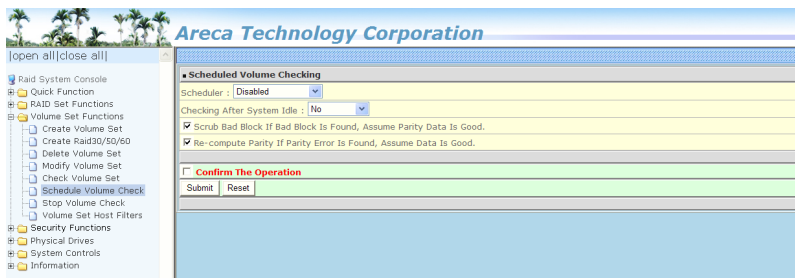 Areca Technology Corporation
|open all|close all|
Raid System Console
Quick Function
RAID Set Functions
Volume Set Functions
Create Volume Set
Create Raid30/50/60
Delete Volume Set
Modify Volume Set
Check Volume Set
Schedule Volume Check
Stop Volume Check
Volume Set Host Filters
Security Functions
Physical Drives
System Controls
Information
Scheduled Volume Checking
Scheduler : Disabled
Checking After System Idle : No
Scrub Bad Block If Bad Block Is Found, Assume Parity Data Is Good.
Re-compute Parity If Parity Error Is Found, Assume Data Is Good.
Confirm The Operation
Submit Reset